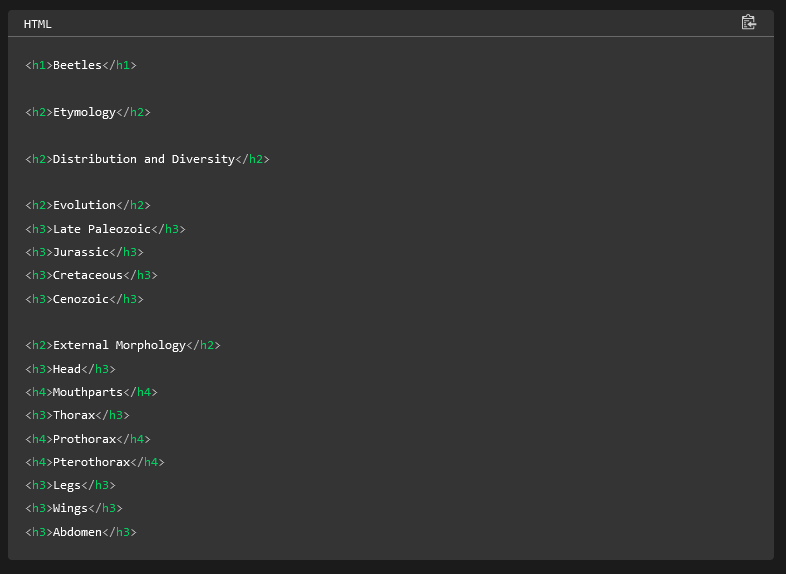 HTML
<h1>Beetles</h1>
<h2>Etymology</h2>
<h2>Distribution and Diversity</h2>
<h2>Evolution</h2>
<h3>Late Paleozoic</h3>
<h3>Jurassic</h3>
<h3>Cretaceous</h3>
<h3>Cenozoic</h3>
<h2>External Morphology</h2>
<h3>Head</h3>
<h4>Mouthparts</h4>
<h3>Thorax</h3>
<h4>Prothorax</h4>
<h4>Pterothorax</h4>
<h3>Legs</h3>
<h3>Wings</h3>
<h3>Abdomen</h3>